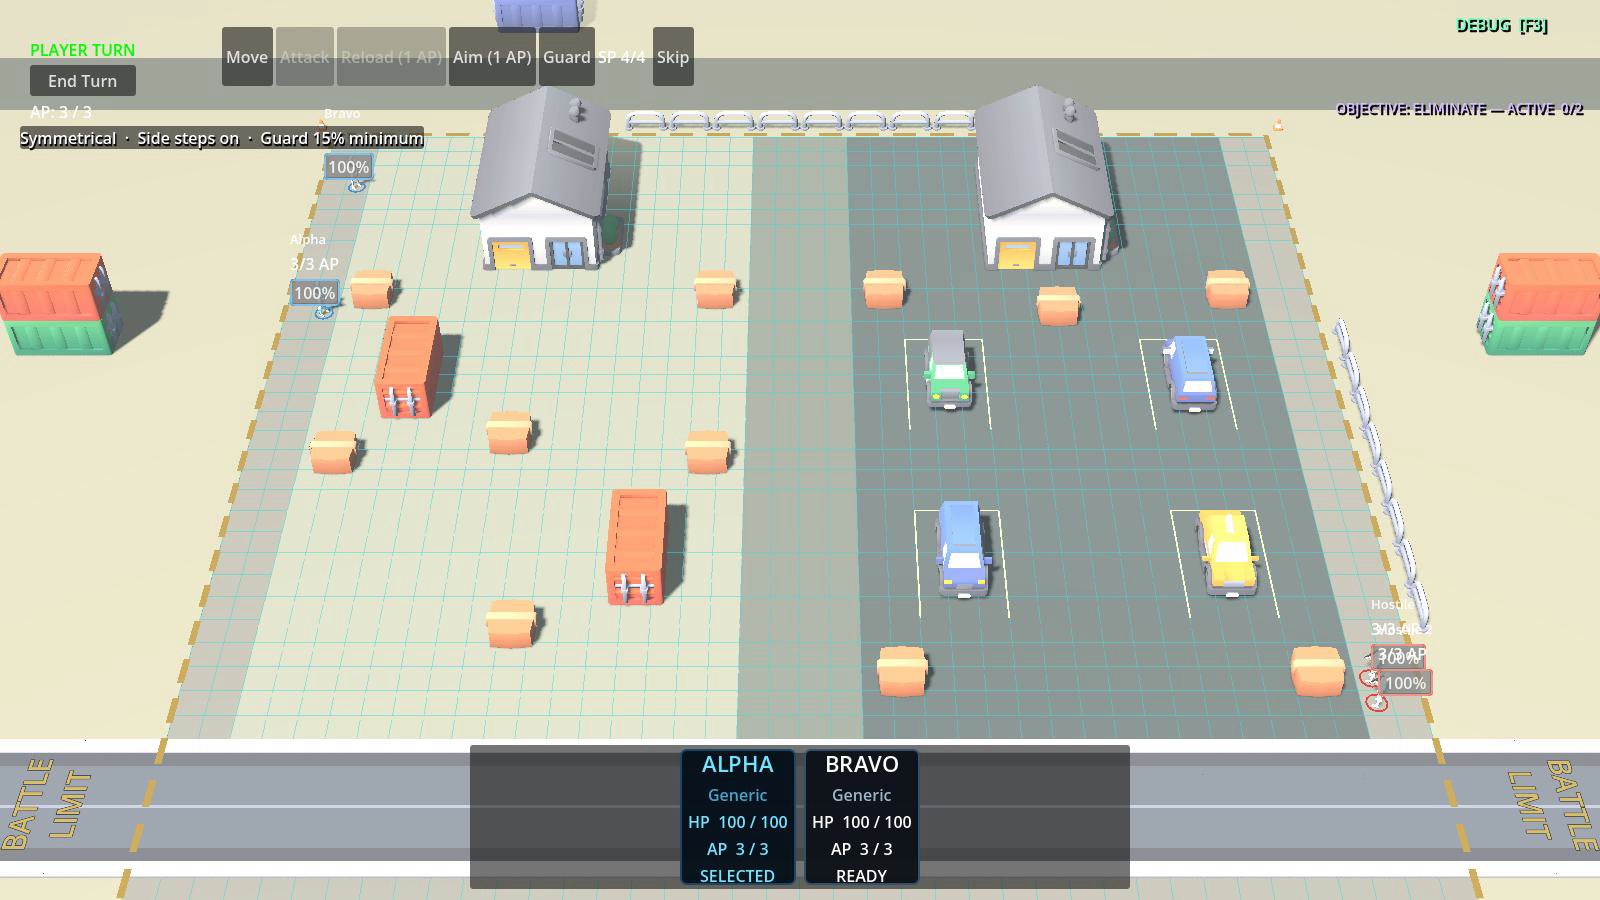 DEBUG [F3]
PLAYER TURN
End Turn
Move
Attack
Reload (1 AP)
Aim (1 AP)
Guard
SP 4/4
Skip
AP: 3 / 3
Bravo
OBJECTIVE: ELIMINATE — ACTIVE 0/2
Symmetrical · Side steps on · Guard 15% minimum
100%
Alpha
3/3 AP
100%
Hostile
3/3 AP
100%
3/3 AP
100%
BATTLE LIMIT
ALPHA
Generic
HP 100 / 100
AP 3 / 3
SELECTED
BRAVO
Generic
HP 100 / 100
AP 3 / 3
READY
BATTLE LIMIT